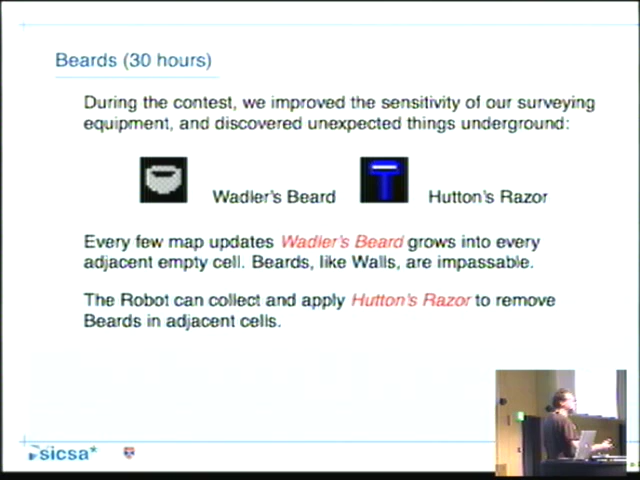 Beards (30 hours)
During the contest, we improved the sensitivity of our surveying
equipment, and discovered unexpected things underground:
Wadler's Beard
Hutton's Razor
Every few map updates Wadler's Beard grows into every
adjacent empty cell. Beards, like Walls, are impassable.
The Robot can collect and apply Hutton's Razor to remove
Beards in adjacent cells.
sicsa*